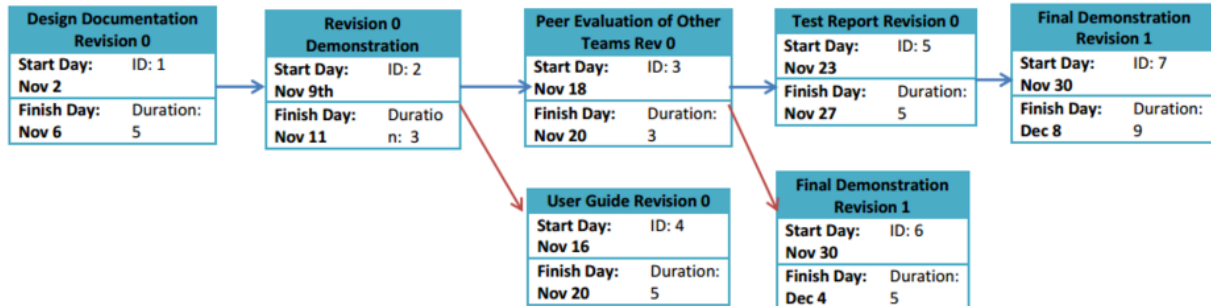 Design Documentation
Revision 0
Start Day: ID: 1
Nov 2
Finish Day: Duration:
Nov 6 5
Revision 0
Demonstration
Start Day: ID: 2
Nov 9th
Finish Day: Duratio
Nov 11 n: 3
Peer Evaluation of Other
Teams Rev 0
Start Day: ID: 3
Nov 18
Finish Day: Duration:
Nov 20 3
Test Report Revision 0
Start Day: ID: 5
Nov 23
Finish Day: Duration:
Nov 27 5
Final Demonstration
Revision 1
Start Day: ID: 7
Nov 30
Finish Day: Duration:
Dec 8 9
User Guide Revision 0
Start Day: ID: 4
Nov 16
Finish Day: Duration:
Nov 20 5
Final Demonstration
Revision 1
Start Day: ID: 6
Nov 30
Finish Day: Duration:
Dec 4 5